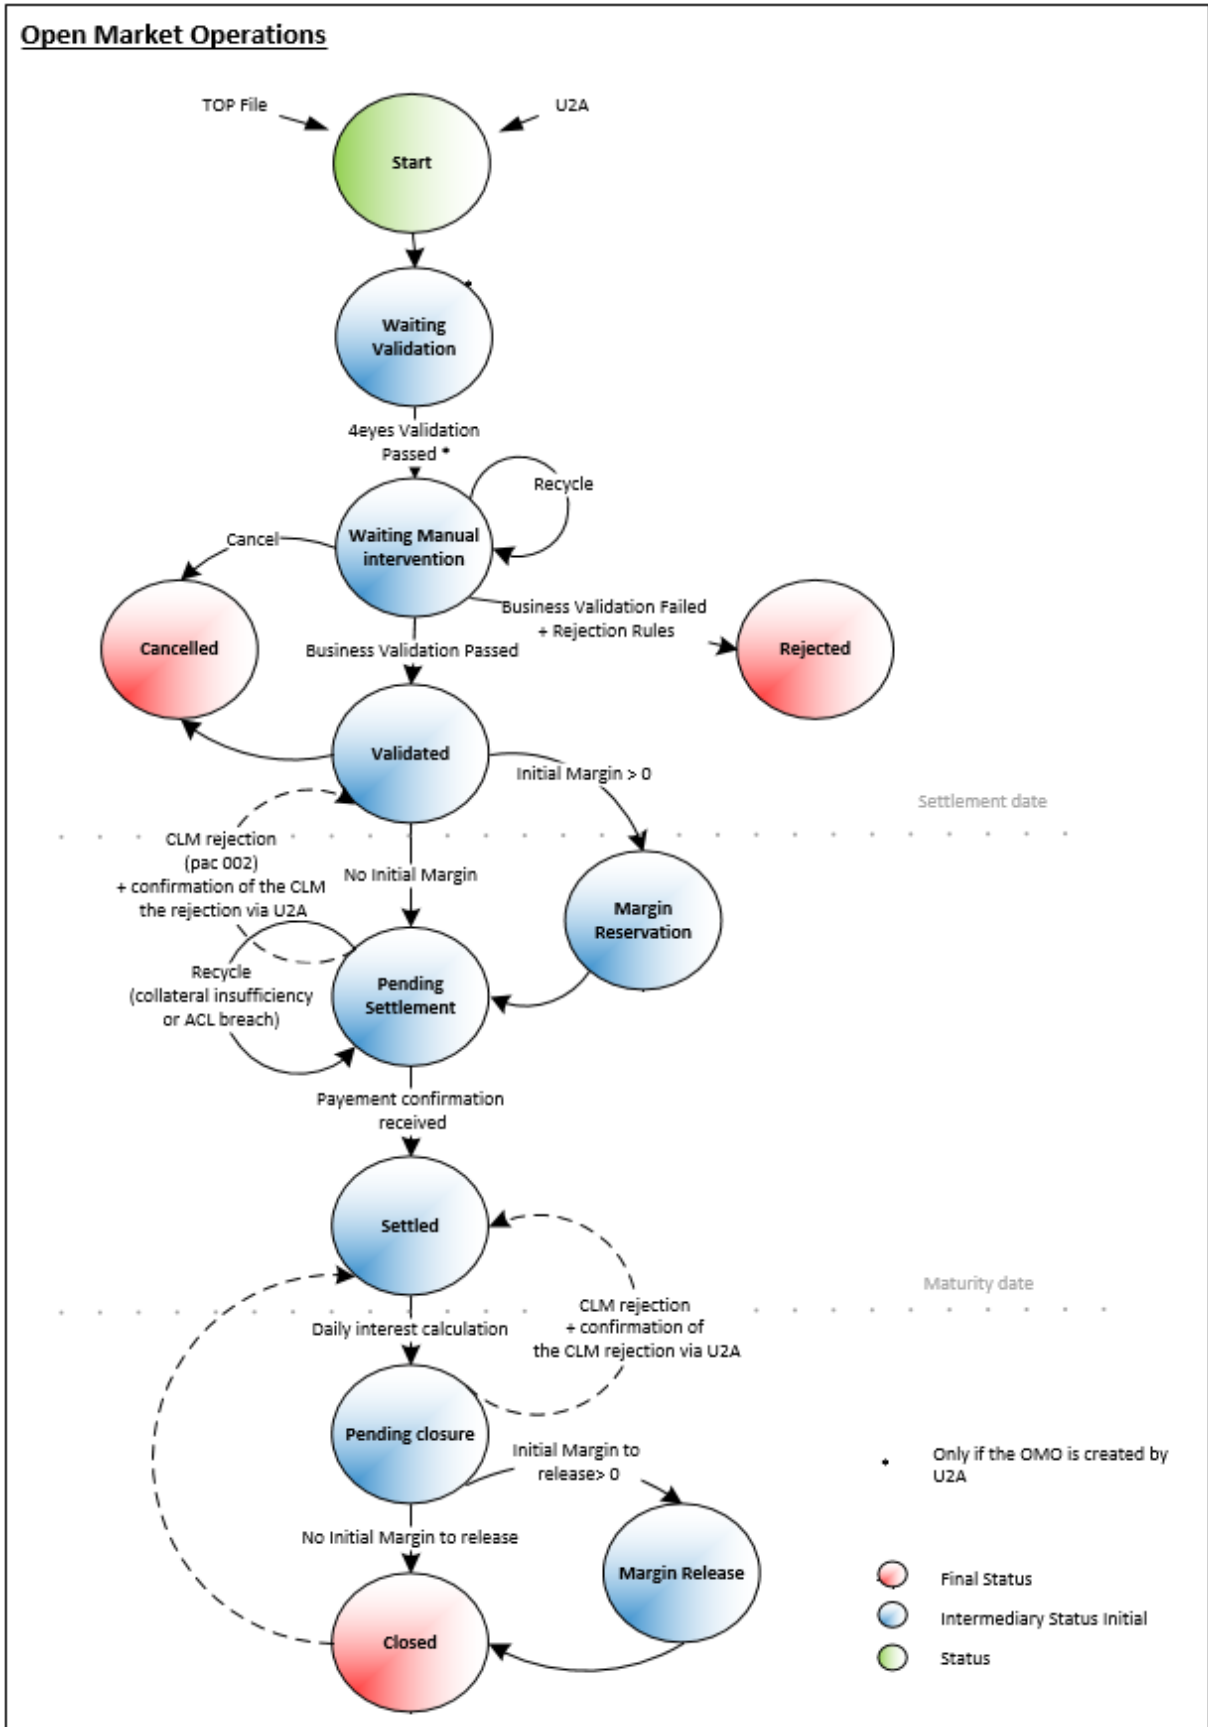 Open Market Operations
TOP File
U2A
Start
*
Waiting
Validation
4eyes Validation
Passed *
Recycle
Waiting Manual
intervention
Cancel
Business Validation Failed
+ Rejection Rules
Cancelled
Business Validation Passed
Rejected
Validated
Initial Margin > 0
Settlement date
CLM rejection
(pac 002)
+ confirmation of the CLM
the rejection via U2A
No Initial Margin
Margin
Reservation
Recycle
(collateral insufficiency
or ACL breach)
Pending
Settlement
Payement confirmation
received
Settled
Maturity date
CLM rejection
+ confirmation of
the CLM rejection via U2A
Daily interest calculation
Pending closure
Initial Margin to
release> 0
* Only if the OMO is created by
U2A
No Initial Margin to release
Margin Release
Closed
Final Status
Intermediary Status Initial
Status